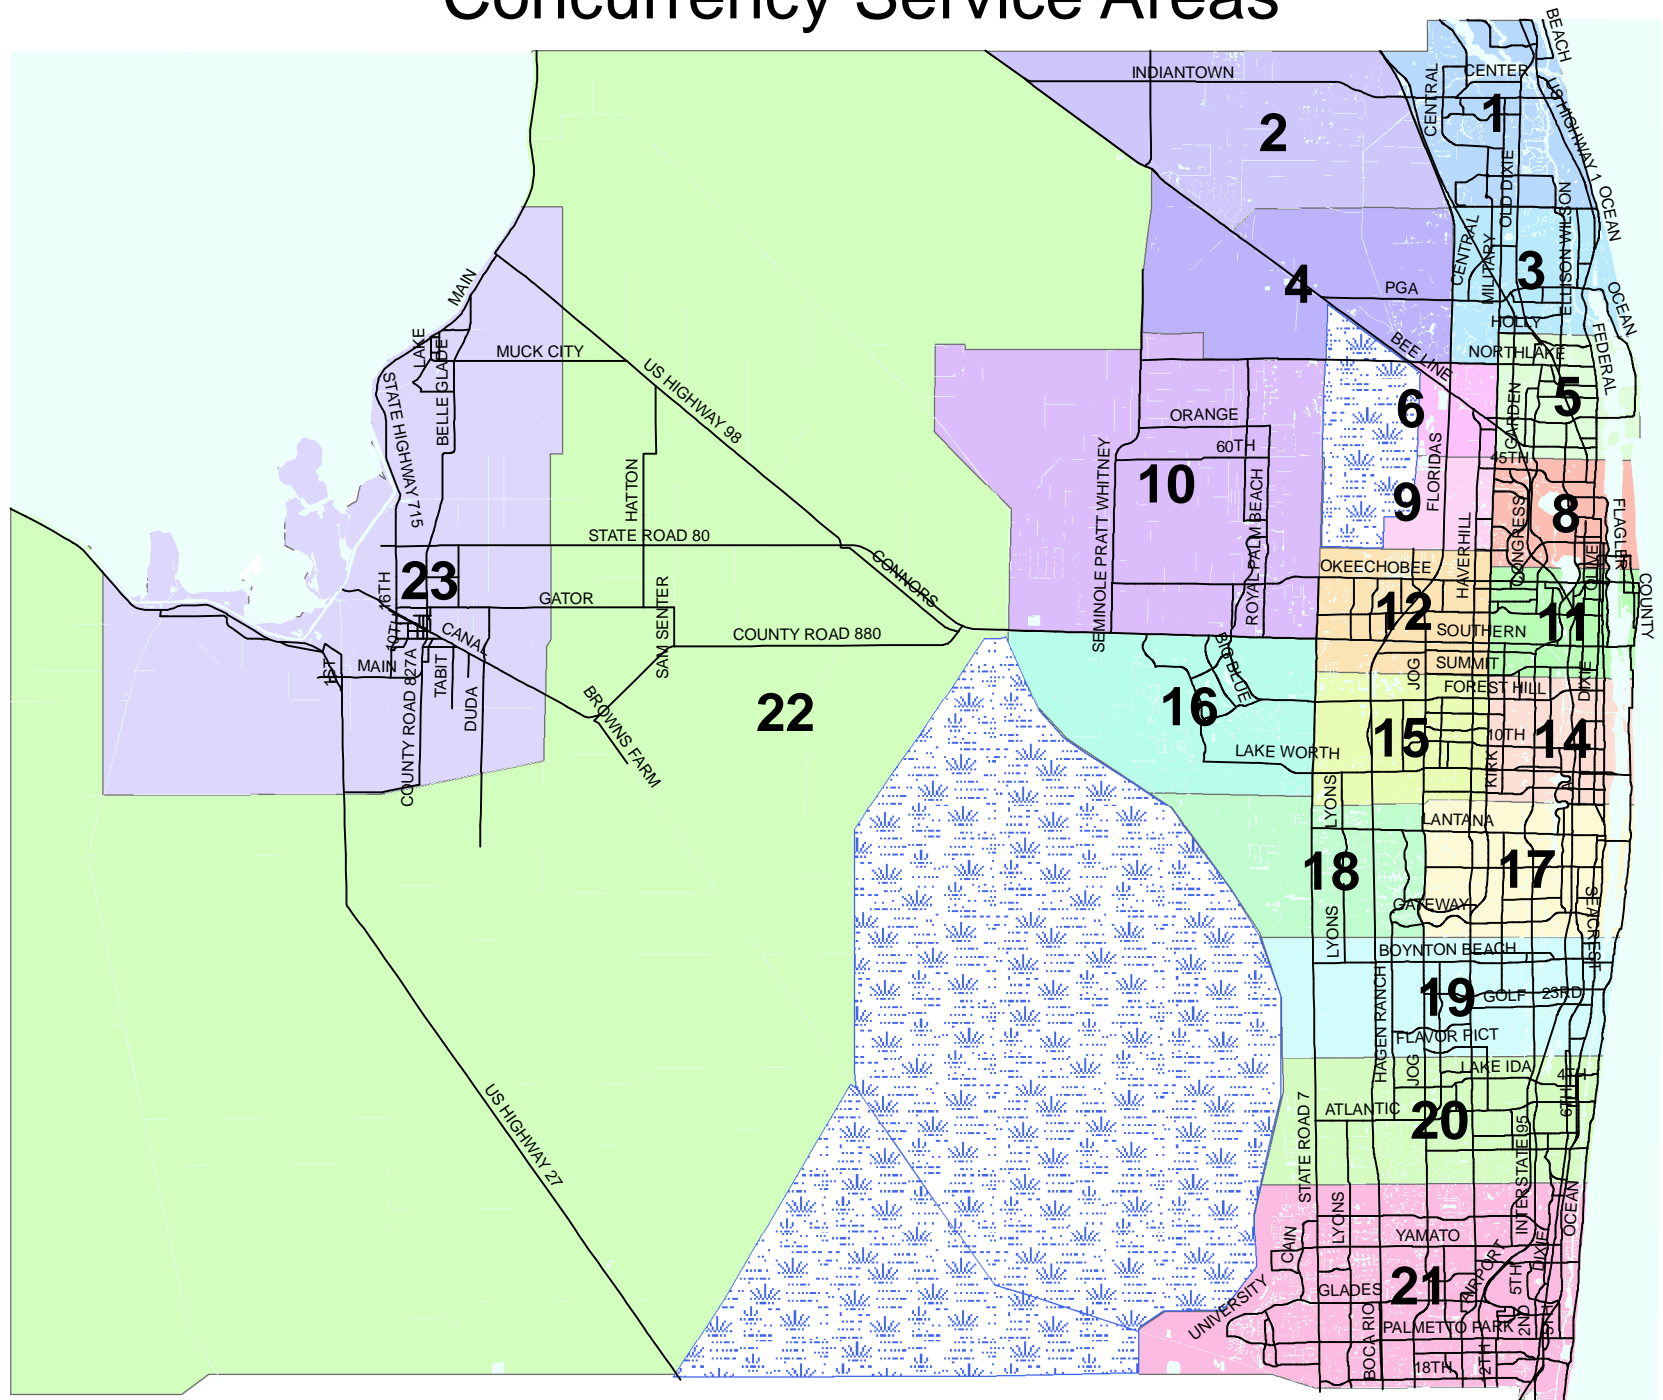 Concurrency Service Areas
BEACH
INDIANTOWN
CENTER
CENTRAL
US HIGHWAY 1
1
2
OLD DIXIE
OCEAN
ELLISON WILSON
CENTRAL
MILITARY
3
MAIN
4
PGA
OCEAN
HOLLY
LAKE
BELLE GLADE
MUCK CITY
BEE LINE
NORTHLAKE
FEDERAL
US HIGHWAY 98
STATE HIGHWAY 715
5
6
ORANGE
GARDEN
60TH
FLORIDAS
45TH
SEMINOLE PRATT WHITNEY
10
ROYAL PALM BEACH
HATTON
9
CONGRESS
8
FLAGLER
STATE ROAD 80
HAVERHILL
CONNORS
OKEECHOBEE
23
16TH
GATOR
SAM SENTER
12
11
COUNTY
10TH
CANAL
COUNTY ROAD 880
SOUTHERN
BIG BLUE
1ST
MAIN
COUNTY ROAD 827A
TABIT
JOG
SUMMIT
DIXIE
FOREST HILL
DUDA
BROWNS FARM
22
16
15
10TH
14
LAKE WORTH
KIRK
LYONS
LANTANA
18
17
GATEWAY
SEACREST
LYONS
BOYNTON BEACH
HAGEN RANCH
19
GOLF
23RD
FLAVOR PICT
JOG
LAKE IDA
4TH
US HIGHWAY 27
STATE ROAD 7
ATLANTIC
20
INTERSTATE 95
OCEAN
LYONS
CAIN
YAMATO
DIXIE
AIRPORT
GLADES
21
5TH
UNIVERSITY
BOCA RIO
PALMETTO PARK
2ND
18TH